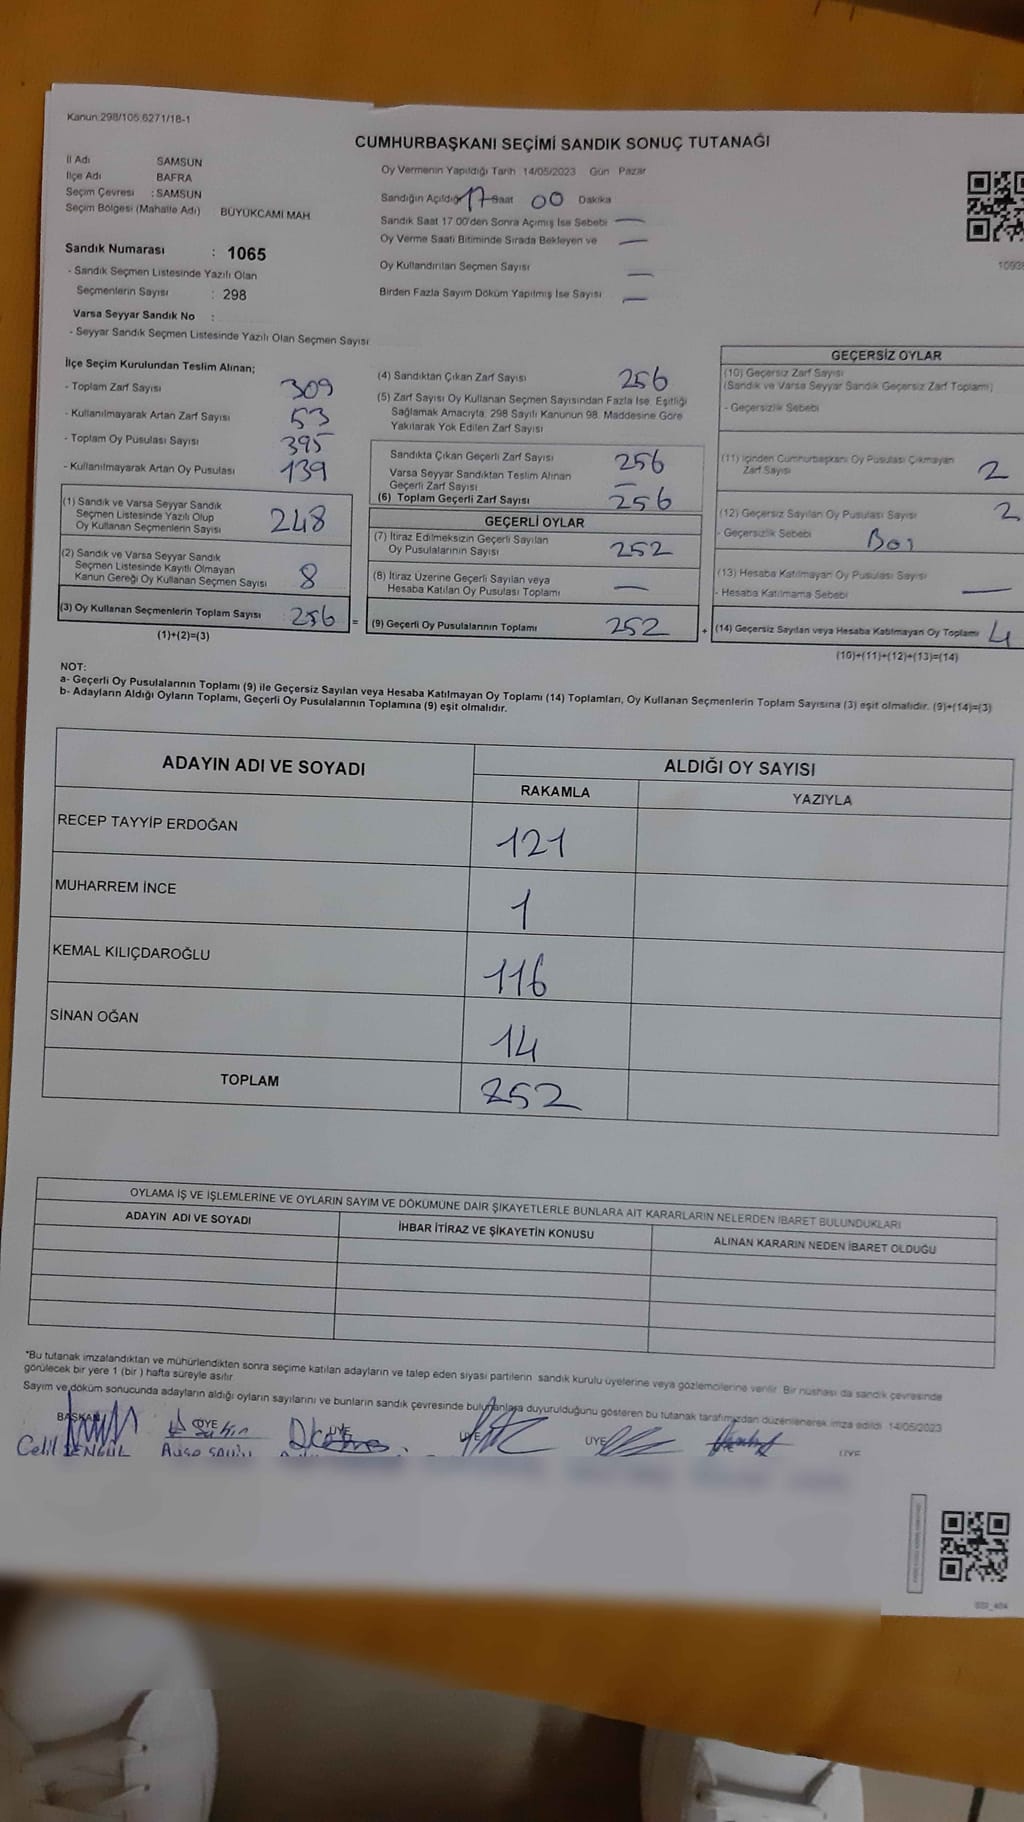 Kanun:298/105,6271/18-1
CUMHURBAŞKANI SEÇİMİ SANDIK SONUÇ TUTANAĞI
İl Adı SAMSUN
İlçe Adı BAFRA
Seçim Çevresi : SAMSUN
Seçim Bölgesi (Mahalle Adı) BÜYÜKCAMİ MAH
Sandık Numarası : 1065
- Sandık Seçmen Listesinde Yazılı Olan
Seçmenlerin Sayısı : 298
Varsa Seyyar Sandık No :
- Seyyar Sandık Seçmen Listesinde Yazılı Olan Seçmen Sayısı
Oy Vermenin Yapıldığı Tarih 14/05/2023 Gün Pazar
Sandığın Açıldığı 17 Saat 00 Dakika
Sandık Saat 17:00'den Sonra Açımış İse Sebebi —
Oy Verme Saati Bitiminde Sırada Bekleyen ve —
Oy Kullandırılan Seçmen Sayısı —
Birden Fazla Sayım Döküm Yapılmış İse Sayısı —
İlçe Seçim Kurulundan Teslim Alınan;
- Toplam Zarf Sayısı 309
- Kullanılmayarak Artan Zarf Sayısı 53
- Toplam Oy Pusulası Sayısı 395
- Kullanılmayarak Artan Oy Pusulası 139
(1) Sandık ve Varsa Seyyar Sandık
Seçmen Listesinde Yazılı Olup
Oy Kullanan Seçmenlerin Sayısı 248
(2) Sandık ve Varsa Seyyar Sandık
Seçmen Listesinde Kayıtlı Olmayan
Kanun Gereği Oy Kullanan Seçmen Sayısı 8
(3) Oy Kullanan Seçmenlerin Toplam Sayısı 256 =
(1)+(2)=(3)
(4) Sandıktan Çıkan Zarf Sayısı 256
(5) Zarf Sayısı Oy Kullanan Seçmen Sayısından Fazla İse, Eşitliği
Sağlamak Amacıyla; 298 Sayılı Kanunun 98. Maddesine Göre
Yakılarak Yok Edilen Zarf Sayısı
Sandıkta Çıkan Geçerli Zarf Sayısı 256
Varsa Seyyar Sandıktan Teslim Alınan
Geçerli Zarf Sayısı —
(6) Toplam Geçerli Zarf Sayısı 256
GEÇERLİ OYLAR
(7) İtiraz Edilmeksizin Geçerli Sayılan
Oy Pusulalarının Sayısı 252
(8) İtiraz Üzerine Geçerli Sayılan veya
Hesaba Katılan Oy Pusulası Toplamı —
(9) Geçerli Oy Pusulalarının Toplamı 252 +
GEÇERSİZ OYLAR
(10) Geçersiz Zarf Sayısı
(Sandık ve Varsa Seyyar Sandık Geçersiz Zarf Toplamı)
- Geçersizlik Sebebi
(11) İçinden Cumhurbaşkanı Oy Pusulası Çıkmayan
Zarf Sayısı 2
(12) Geçersiz Sayılan Oy Pusulası Sayısı 2
- Geçersizlik Sebebi Boş
(13) Hesaba Katılmayan Oy Pusulası Sayısı
- Hesaba Katılmama Sebebi —
(14) Geçersiz Sayılan veya Hesaba Katılmayan Oy Toplamı 4
(10)+(11)+(12)+(13)=(14)
NOT:
a- Geçerli Oy Pusulalarının Toplamı (9) ile Geçersiz Sayılan veya Hesaba Katılmayan Oy Toplamı (14) Toplamları, Oy Kullanan Seçmenlerin Toplam Sayısına (3) eşit olmalıdır. (9)+(14)=(3)
b- Adayların Aldığı Oyların Toplamı, Geçerli Oy Pusulalarının Toplamına (9) eşit olmalıdır.
ADAYIN ADI VE SOYADI ALDIĞI OY SAYISI
RAKAMLA YAZIYLA
RECEP TAYYİP ERDOĞAN 121
MUHARREM İNCE 1
KEMAL KILIÇDAROĞLU 116
SİNAN OĞAN 14
TOPLAM 252
OYLAMA İŞ VE İŞLEMLERİNE VE OYLARIN SAYIM VE DÖKÜMÜNE DAİR ŞİKAYETLERLE BUNLARA AİT KARARLARIN NELERDEN İBARET BULUNDUKLARI
ADAYIN ADI VE SOYADI İHBAR İTİRAZ VE ŞİKAYETİN KONUSU ALINAN KARARIN NEDEN İBARET OLDUĞU
*Bu tutanak imzalandıktan ve mühürlendikten sonra seçime katılan adayların ve talep eden siyasi partilerin sandık kurulu üyelerine veya gözlemcilerine verilir. Bir nüshası da sandık çevresinde
görülecek bir yere 1 (bir ) hafta süreyle asılır.
Sayım ve döküm sonucunda adayların aldığı oyların sayılarını ve bunların sandık çevresinde bulunanlara duyurulduğunu gösteren bu tutanak tarafımızdan düzenlenerek imza edildi. 14/05/2023
BAŞKAN ÜYE ÜYE ÜYE ÜYE ÜYE
Celil ŞENGÜL